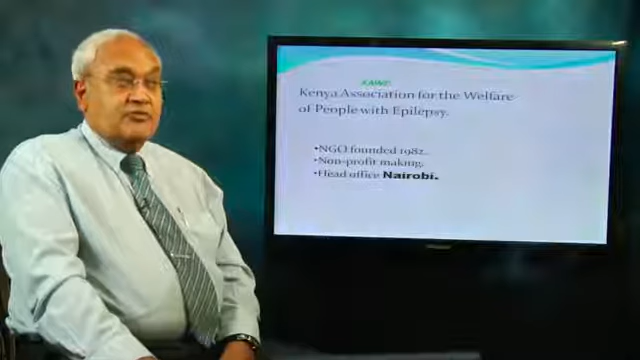 KAWE
Kenya Association for the Welfare
of People with Epilepsy.
•NGO founded 1982.
•Non-profit making.
•Head office Nairobi.